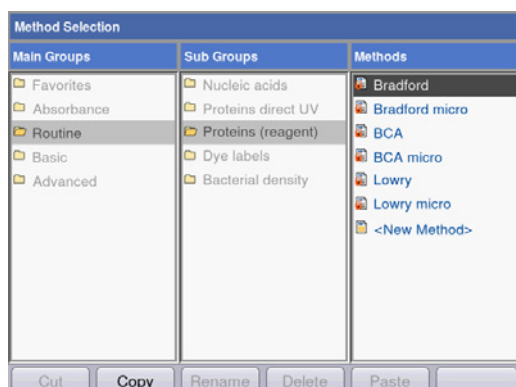 Method Selection
Main Groups
Sub Groups
Methods
Favorites
Nucleic acids
Bradford
Absorbance
Proteins direct UV
Bradford micro
Routine
Proteins (reagent)
BCA
Basic
Dye labels
BCA micro
Advanced
Bacterial density
Lowry
Lowry micro
<New Method>
Cut
Copy
Rename
Delete
Paste